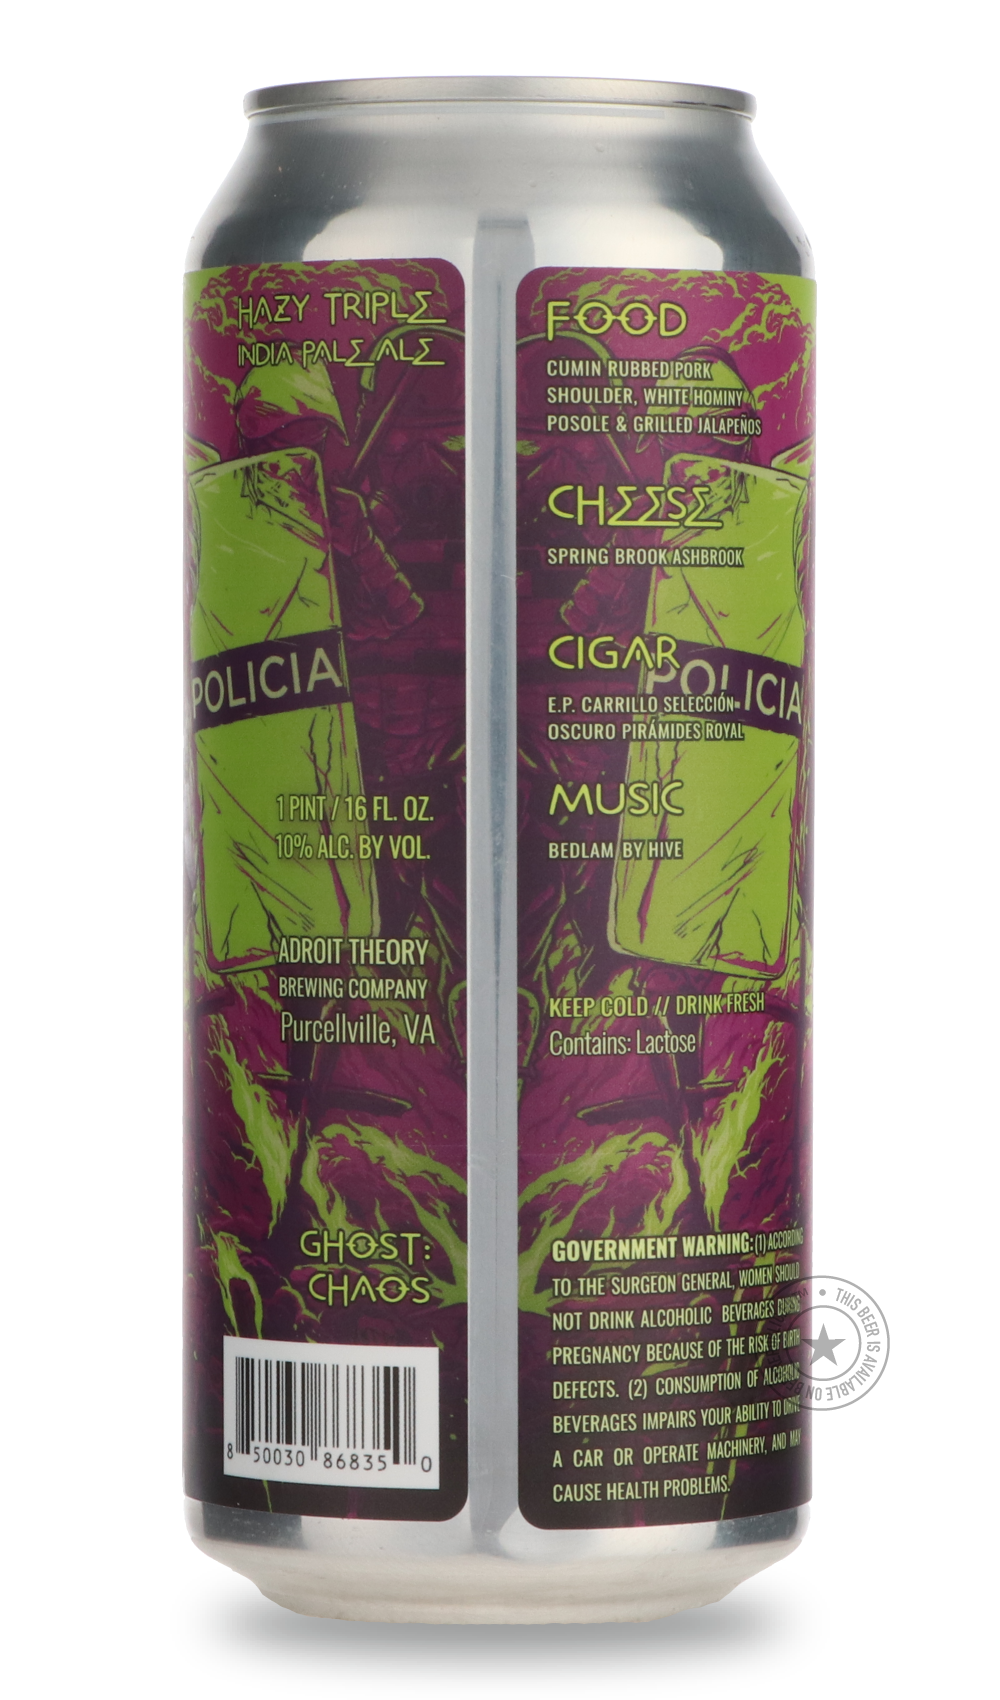 HAZY TRIPLE
INDIA PALE ALE
POLICIA
1 PINT / 16 FL. OZ.
10% ALC. BY VOL.
ADROIT THEORY
BREWING COMPANY
Purcellville, VA
GHOST:
CHAOS
8 50030 86835 0
FOOD
CUMIN RUBBED PORK
SHOULDER, WHITE HOMINY
POSOLE & GRILLED JALAPEÑOS
CHEESE
SPRING BROOK ASHBROOK
CIGAR
POLICIA
E.P. CARRILLO SELECCIÓN
OSCURO PIRÁMIDES ROYAL
MUSIC
BEDLAM BY HIVE
KEEP COLD // DRINK FRESH
Contains: Lactose
GOVERNMENT WARNING: (1) ACCORDING
TO THE SURGEON GENERAL, WOMEN SHOULD
NOT DRINK ALCOHOLIC BEVERAGES DURING
PREGNANCY BECAUSE OF THE RISK OF BIRTH
DEFECTS. (2) CONSUMPTION OF ALCOHOLIC
BEVERAGES IMPAIRS YOUR ABILITY TO DRIVE
A CAR OR OPERATE MACHINERY, AND MAY
CAUSE HEALTH PROBLEMS.
THIS BEER IS AVAILABLE ON